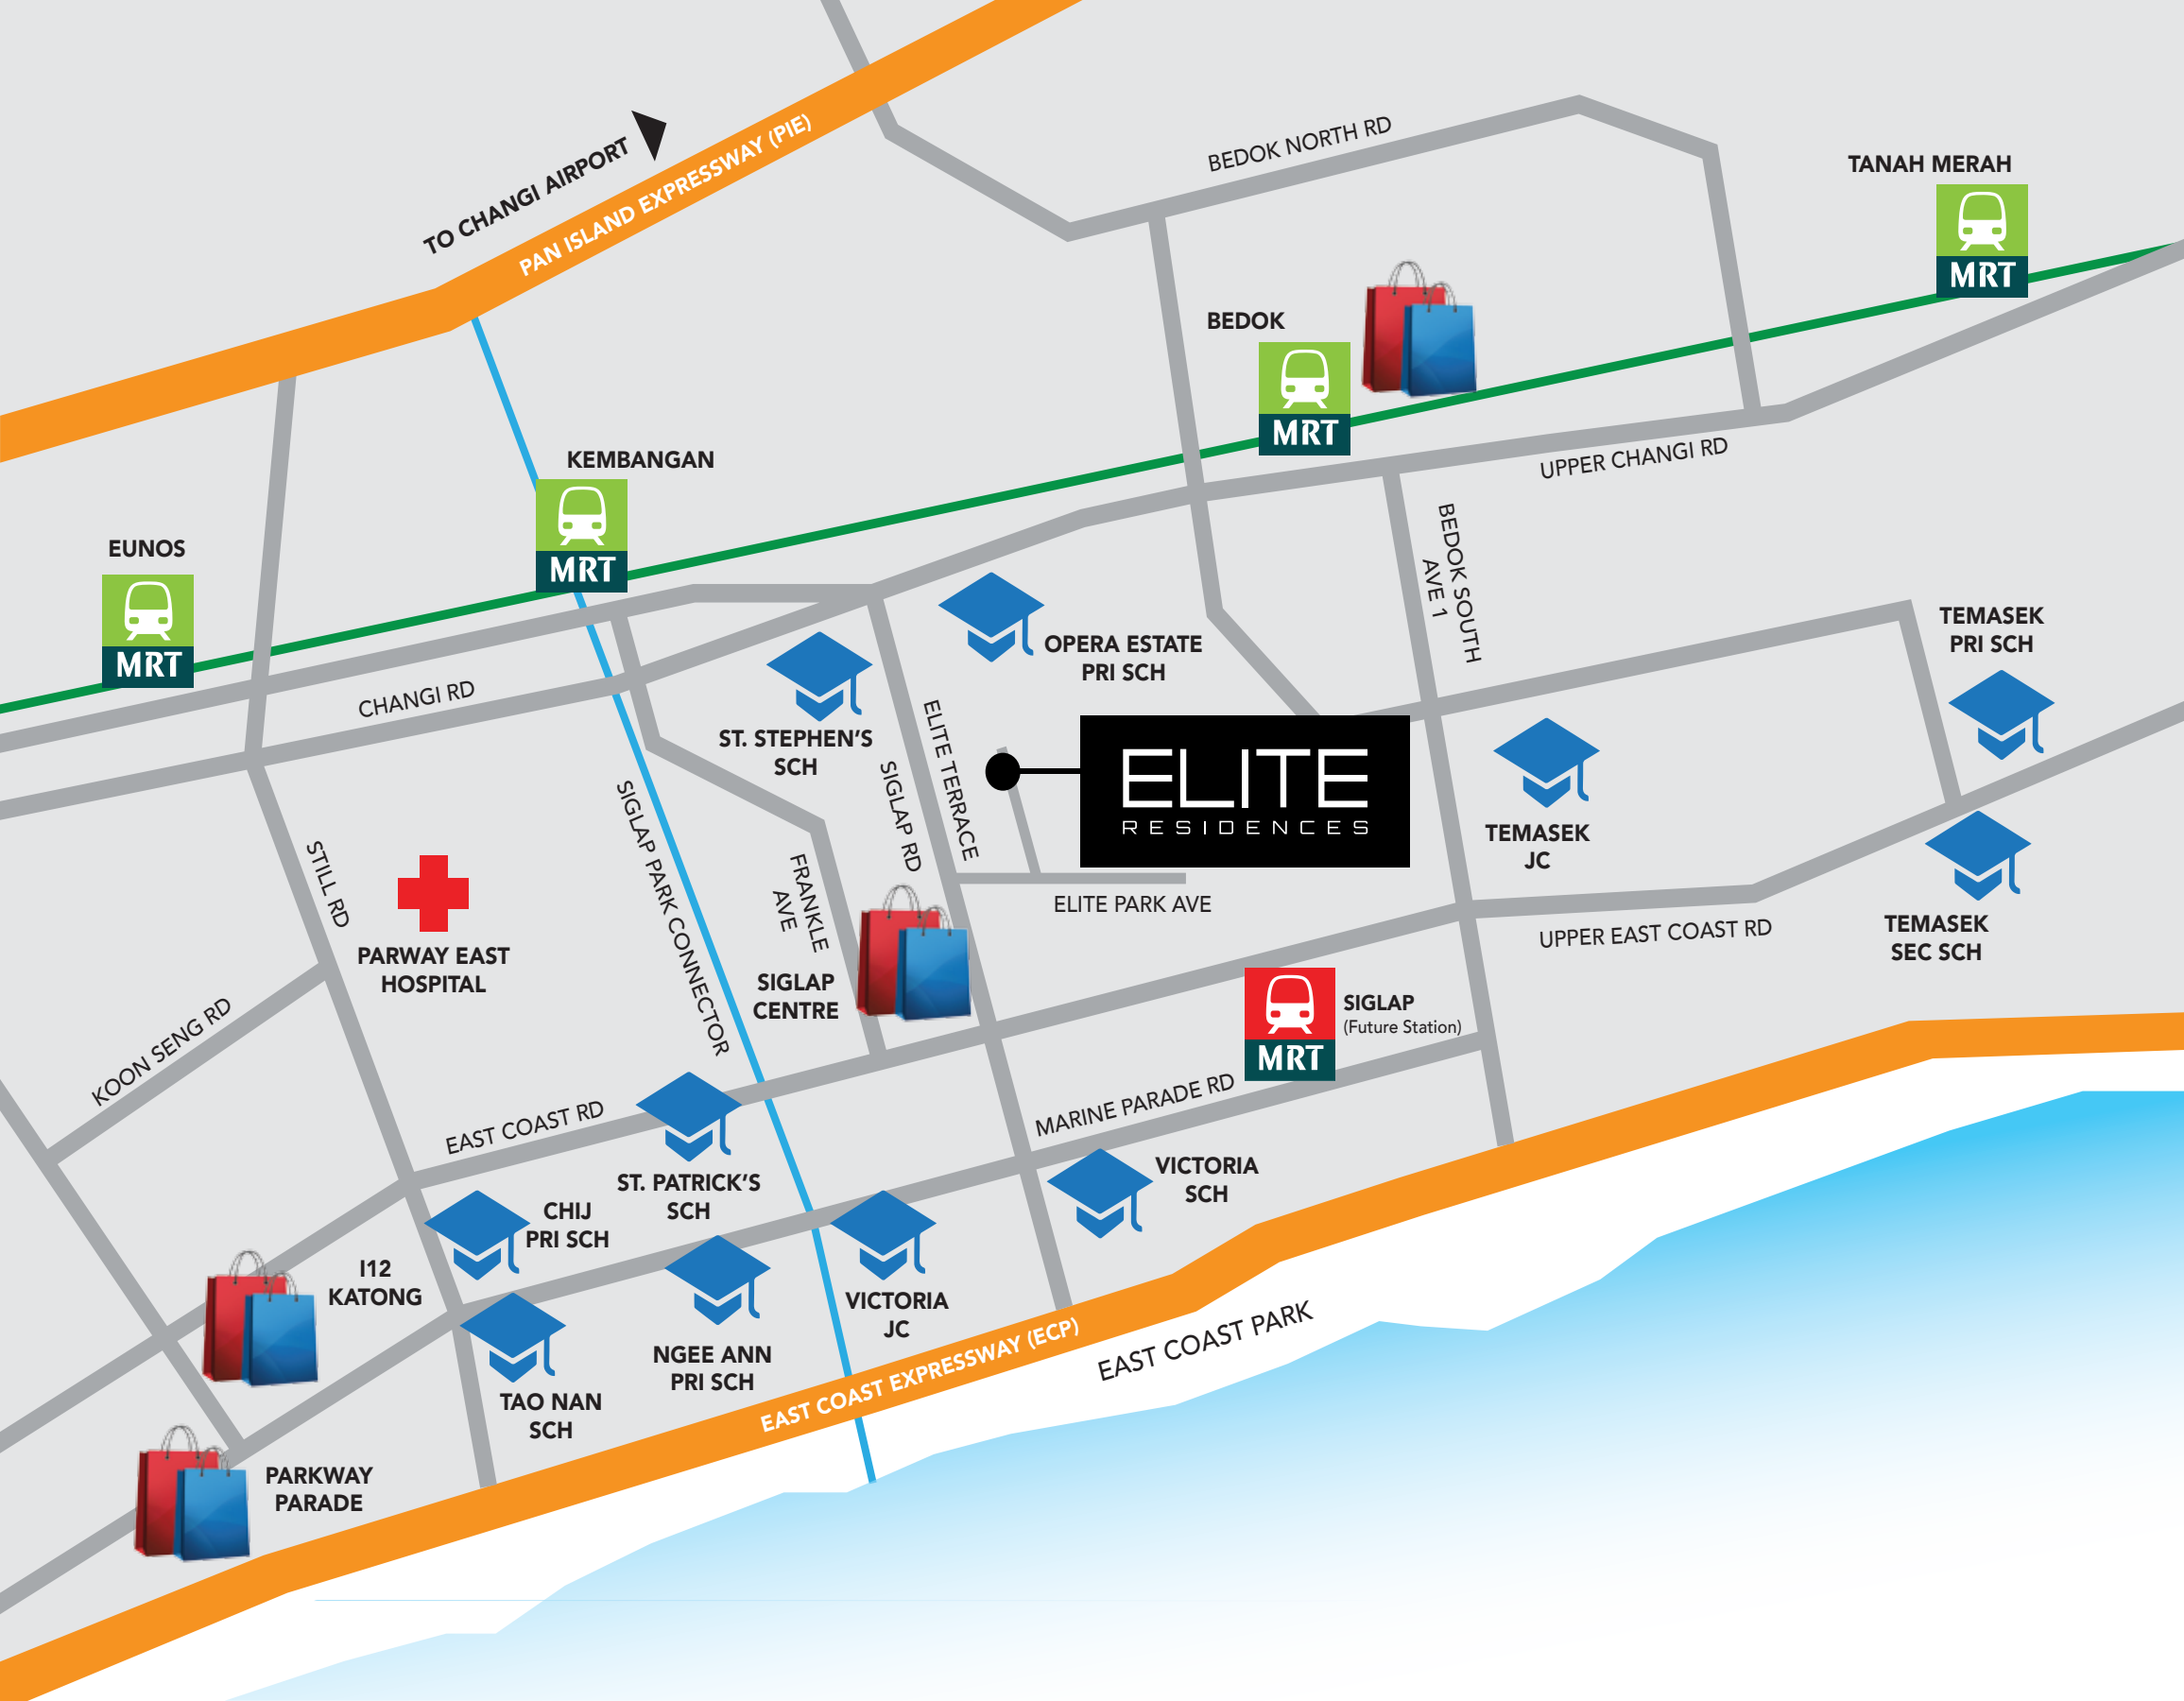 TO CHANGI AIRPORT
PAN ISLAND EXPRESSWAY (PIE)
BEDOK NORTH RD
TANAH MERAH
MRT
BEDOK
MRT
UPPER CHANGI RD
KEMBANGAN
MRT
EUNOS
MRT
CHANGI RD
BEDOK SOUTH
AVE 1
OPERA ESTATE
PRI SCH
TEMASEK
PRI SCH
ST. STEPHEN'S
SCH
ELITE TERRACE
SIGLAP RD
ELITE
RESIDENCES
TEMASEK
JC
SIGLAP PARK CONNECTOR
STILL RD
FRANKLE
AVE
ELITE PARK AVE
PARWAY EAST
HOSPITAL
UPPER EAST COAST RD
TEMASEK
SEC SCH
SIGLAP
CENTRE
SIGLAP
(Future Station)
MRT
KOON SENG RD
EAST COAST RD
MARINE PARADE RD
ST. PATRICK'S
SCH
VICTORIA
SCH
CHIJ
PRI SCH
I12
KATONG
VICTORIA
JC
NGEE ANN
PRI SCH
TAO NAN
SCH
EAST COAST EXPRESSWAY (ECP)
EAST COAST PARK
PARKWAY
PARADE